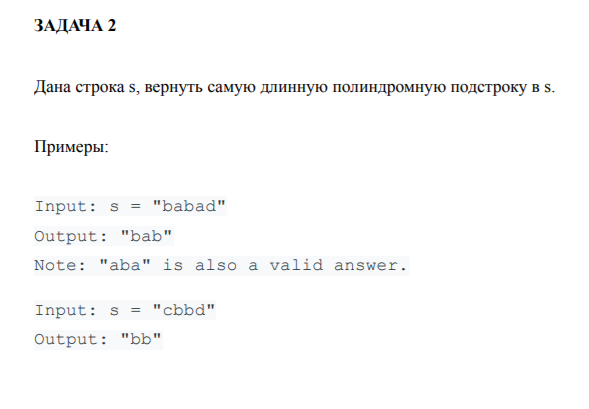 ЗАДАЧА 2
Дана строка s, вернуть самую длинную полиндромную подстроку в s.
Примеры:
Input: s = "babad"
Output: "bab"
Note: "aba" is also a valid answer.
Input: s = "cbbd"
Output: "bb"